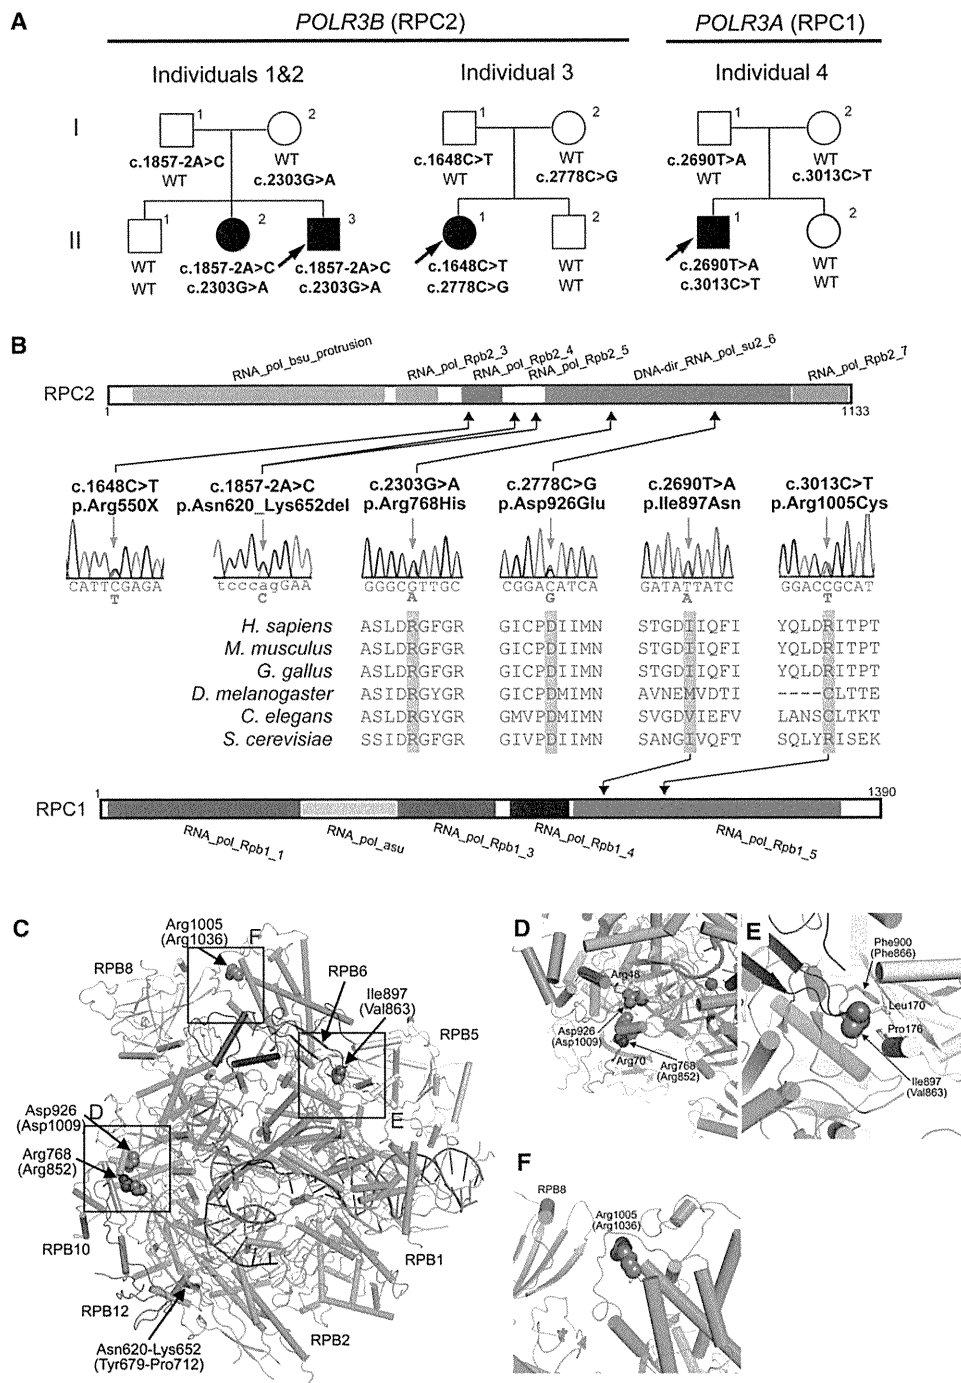 A
POLR3B (RPC2)
POLR3A (RPC1)
Individuals 1&2
Individual 3
Individual 4
I
1
2
1
2
1
2
c.1857-2A>C
WT
WT
c.2303G>A
c.1648C>T
WT
WT
c.2778C>G
c.2690T>A
WT
WT
c.3013C>T
II
1
2
3
1
2
1
2
WT
WT
c.1857-2A>C
c.2303G>A
c.1857-2A>C
c.2303G>A
c.1648C>T
c.2778C>G
WT
WT
c.2690T>A
c.3013C>T
WT
WT
B
RNA_pol_bsu_protrusion
RNA_pol_Rpb2_3
RNA_pol_Rpb2_4
RNA_pol_Rpb2_5
DNA-dir_RNA_pol_su2_6
RNA_pol_Rpb2_7
RPC2
1
1133
c.1648C>T
p.Arg550X
c.1857-2A>C
p.Asn620_Lys652del
c.2303G>A
p.Arg768His
c.2778C>G
p.Asp926Glu
c.2690T>A
p.Ile897Asn
c.3013C>T
p.Arg1005Cys
CATTCGAGA
T
tcccagGAA
C
GGGCGTTGC
A
CGGACATCA
G
GATATTATC
A
GGACCGCAT
T
H. sapiens ASLDRGFGR GICPDIIMN STGDIIQFI YQLDRITPT
M. musculus ASLDRGFGR GICPDIIMN STGDIIQFI YQLDRITPT
G. gallus ASLDRGFGR GICPDIIMN STGDIIQFI YQLDRITPT
D. melanogaster ASIDRGYGR GICPDMIMN AVNEMVDTI ----CLTTE
C. elegans ASLDRGYGR GMVPDMIMN SVGDVIEFV LANSCLTKT
S. cerevisiae SSIDRGFGR GIVPDIIMN SANGIVQFT SQLYRISEK
1
1390
RPC1
RNA_pol_Rpb1_1
RNA_pol_asu
RNA_pol_Rpb1_3
RNA_pol_Rpb1_4
RNA_pol_Rpb1_5
C
Arg1005
(Arg1036)
F
RPB8
RPB6
Ile897
(Val863)
RPB5
E
Asp926
(Asp1009)
D
Arg768
(Arg852)
RPB10
RPB1
RPB12
RPB2
Asn620-Lys652
(Tyr679-Pro712)
D
Arg48
Asp926
(Asp1009)
Arg70
Arg768
(Arg852)
E
Phe900
(Phe866)
Leu170
Pro176
Ile897
(Val863)
F
RPB8
Arg1005
(Arg1036)